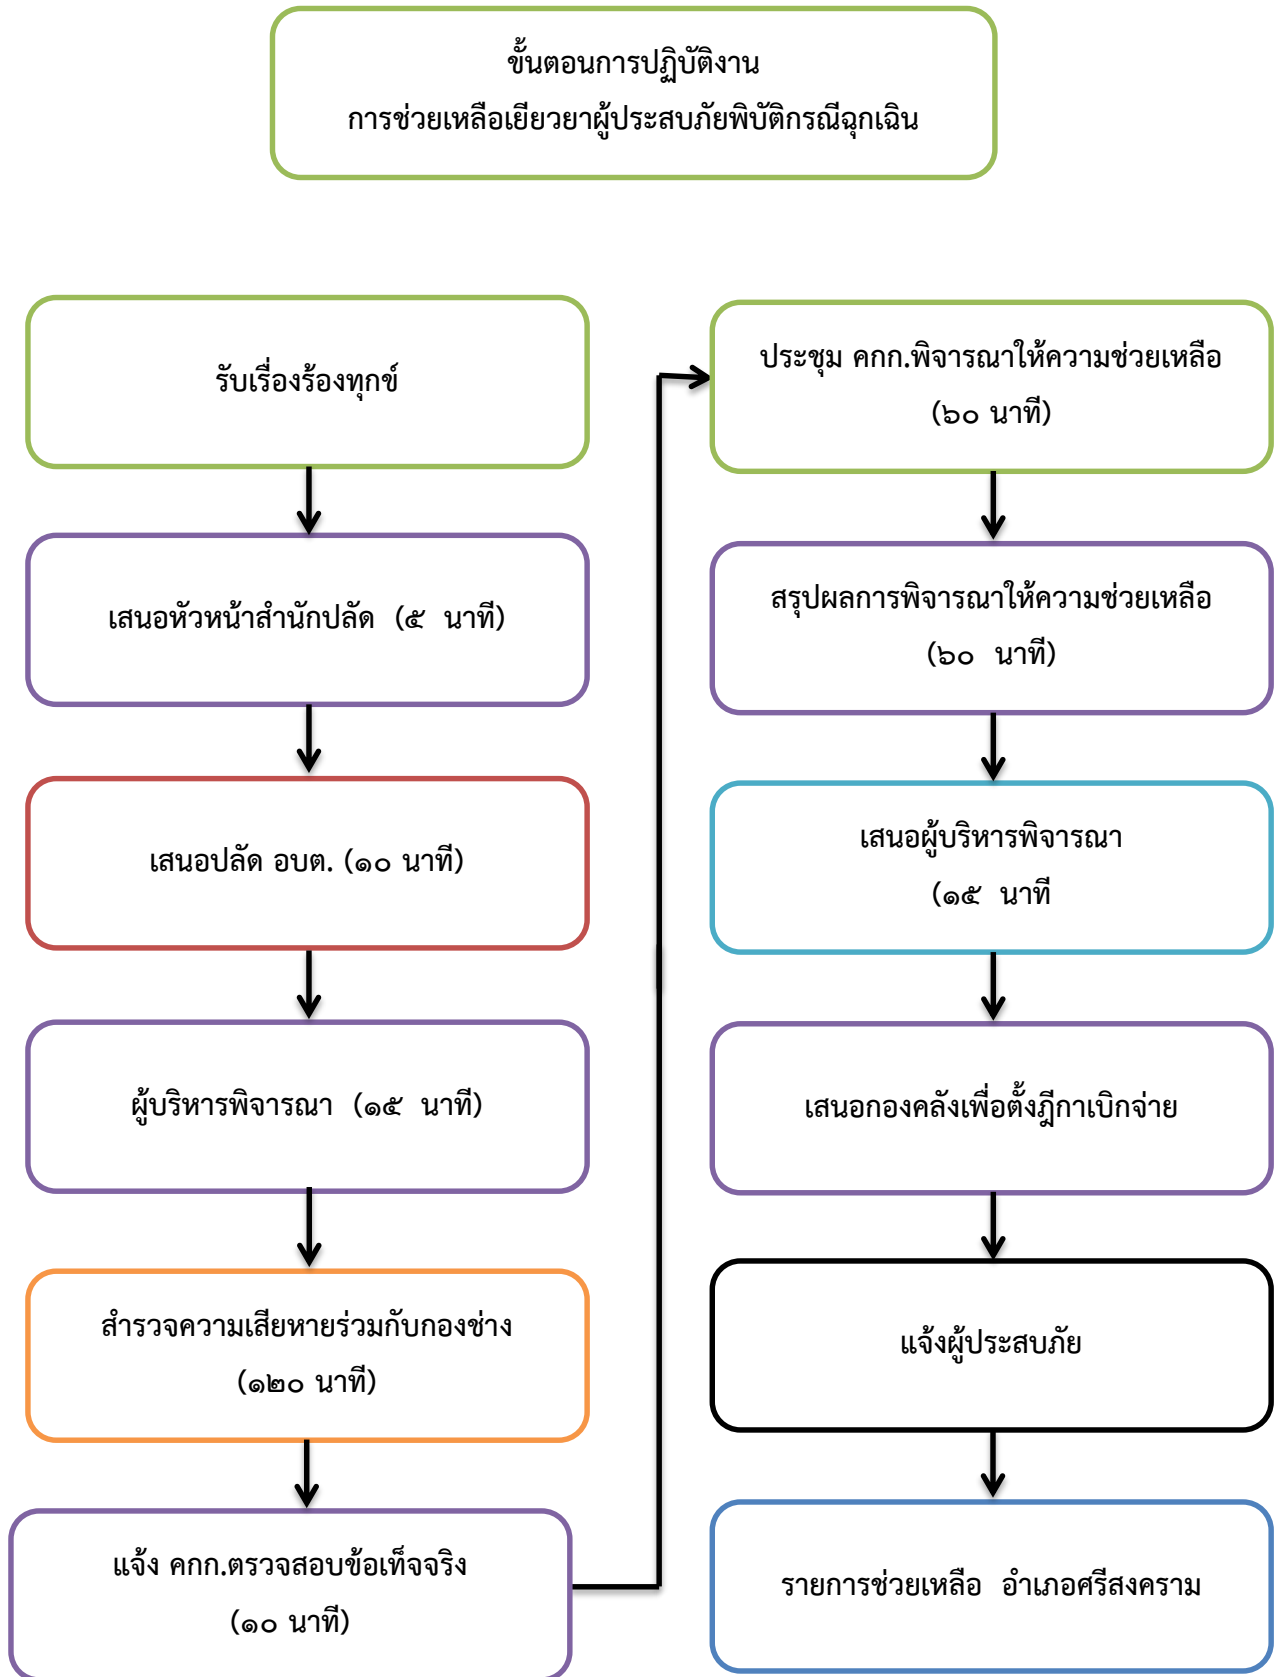 ขั้นตอนการปฏิบัติงาน
การช่วยเหลือเยียวยาผู้ประสบภัยพิบัติกรณีฉุกเฉิน
รับเรื่องร้องทุกข์
เสนอหัวหน้าสำนักปลัด (๕ นาที)
เสนอปลัด อบต. (๑๐ นาที)
ผู้บริหารพิจารณา (๑๕ นาที)
สำรวจความเสียหายร่วมกับกองช่าง
(๑๒๐ นาที)
แจ้ง คกก.ตรวจสอบข้อเท็จจริง
(๑๐ นาที)
ประชุม คกก.พิจารณาให้ความช่วยเหลือ
(๖๐ นาที)
สรุปผลการพิจารณาให้ความช่วยเหลือ
(๖๐ นาที)
เสนอผู้บริหารพิจารณา
(๑๕ นาที
เสนอกองคลังเพื่อตั้งฎีกาเบิกจ่าย
แจ้งผู้ประสบภัย
รายการช่วยเหลือ อำเภอศรีสงคราม